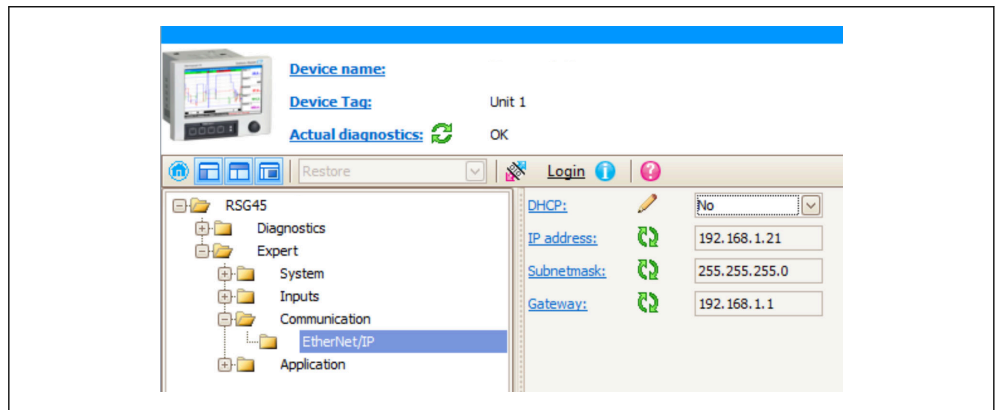 Device name:
Device Tag: Unit 1
Actual diagnostics: OK
Restore Login
RSG45
Diagnostics
Expert
System
Inputs
Communication
EtherNet/IP
Application
DHCP: No
IP address: 192.168.1.21
Subnetmask: 255.255.255.0
Gateway: 192.168.1.1